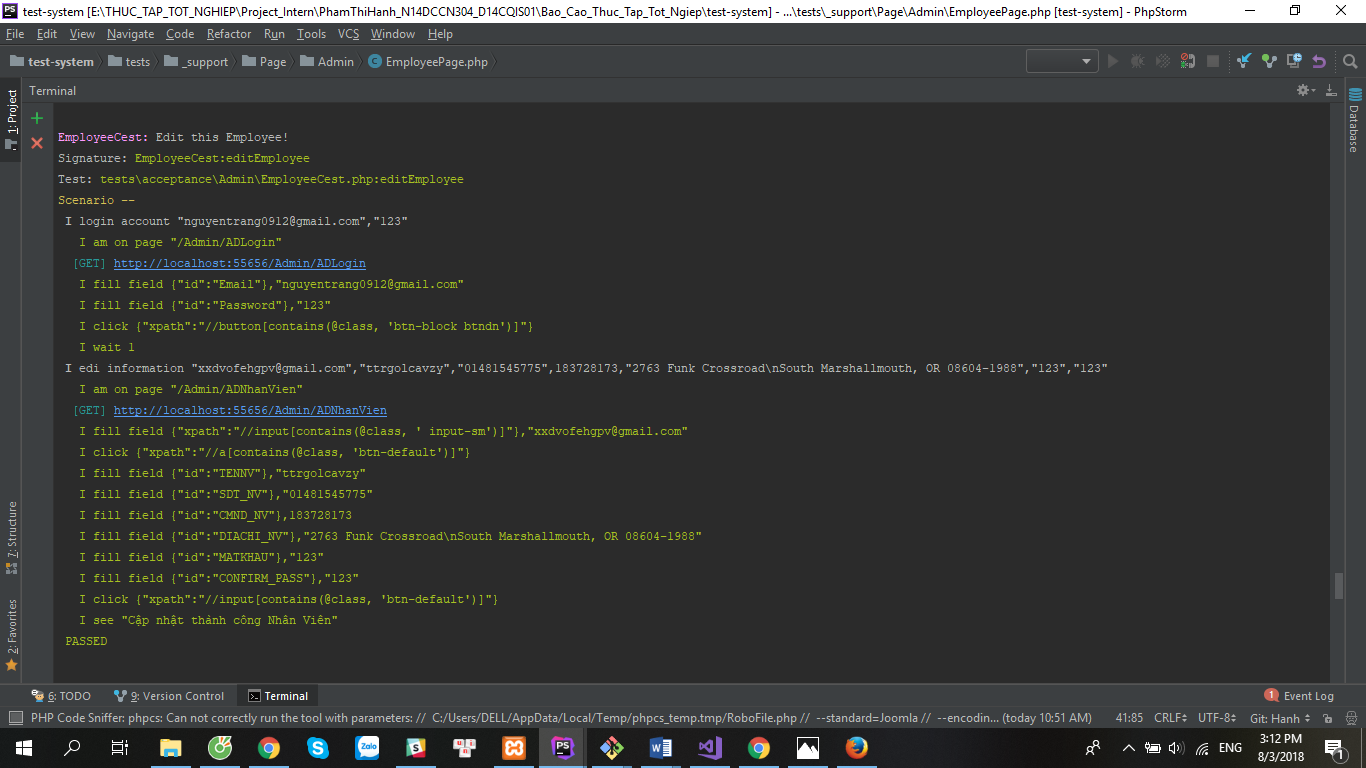 test-system [E:\THUC_TAP_TOT_NGHIEP\Project_Intern\PhamThiHanh_N14DCCN304_D14CQIS01\Bao_Cao_Thuc_Tap_Tot_Ngiep\test-system] - ...\tests\_support\Page\Admin\EmployeePage.php [test-system] - PhpStorm
File Edit View Navigate Code Refactor Run Tools VCS Window Help
test-system tests _support Page Admin EmployeePage.php
1: Project
Terminal
Database
EmployeeCest: Edit this Employee!
Signature: EmployeeCest:editEmployee
Test: tests\acceptance\Admin\EmployeeCest.php:editEmployee
Scenario --
I login account "nguyentrang0912@gmail.com","123"
I am on page "/Admin/ADLogin"
[GET] http://localhost:55656/Admin/ADLogin
I fill field {"id":"Email"},"nguyentrang0912@gmail.com"
I fill field {"id":"Password"},"123"
I click {"xpath":"//button[contains(@class, 'btn-block btndn')]"}
I wait 1
I edi information "xxdvofehgpv@gmail.com","ttrgolcavzy","01481545775",183728173,"2763 Funk Crossroad\nSouth Marshallmouth, OR 08604-1988","123","123"
I am on page "/Admin/ADNhanVien"
[GET] http://localhost:55656/Admin/ADNhanVien
I fill field {"xpath":"//input[contains(@class, ' input-sm')]"},"xxdvofehgpv@gmail.com"
I click {"xpath":"//a[contains(@class, 'btn-default')]"}
I fill field {"id":"TENNV"},"ttrgolcavzy"
I fill field {"id":"SDT_NV"},"01481545775"
I fill field {"id":"CMND_NV"},183728173
I fill field {"id":"DIACHI_NV"},"2763 Funk Crossroad\nSouth Marshallmouth, OR 08604-1988"
I fill field {"id":"MATKHAU"},"123"
I fill field {"id":"CONFIRM_PASS"},"123"
I click {"xpath":"//input[contains(@class, 'btn-default')]"}
I see "Cập nhật thành công Nhân Viên"
PASSED
7: Structure
2: Favorites
6: TODO 9: Version Control Terminal 1 Event Log
PHP Code Sniffer: phpcs: Can not correctly run the tool with parameters: // C:/Users/DELL/AppData/Local/Temp/phpcs_temp.tmp/RoboFile.php // --standard=Joomla // --encodin... (today 10:51 AM) 41:85 CRLF UTF-8 Git: Hanh
Zalo PS ENG 3:12 PM
8/3/2018 1